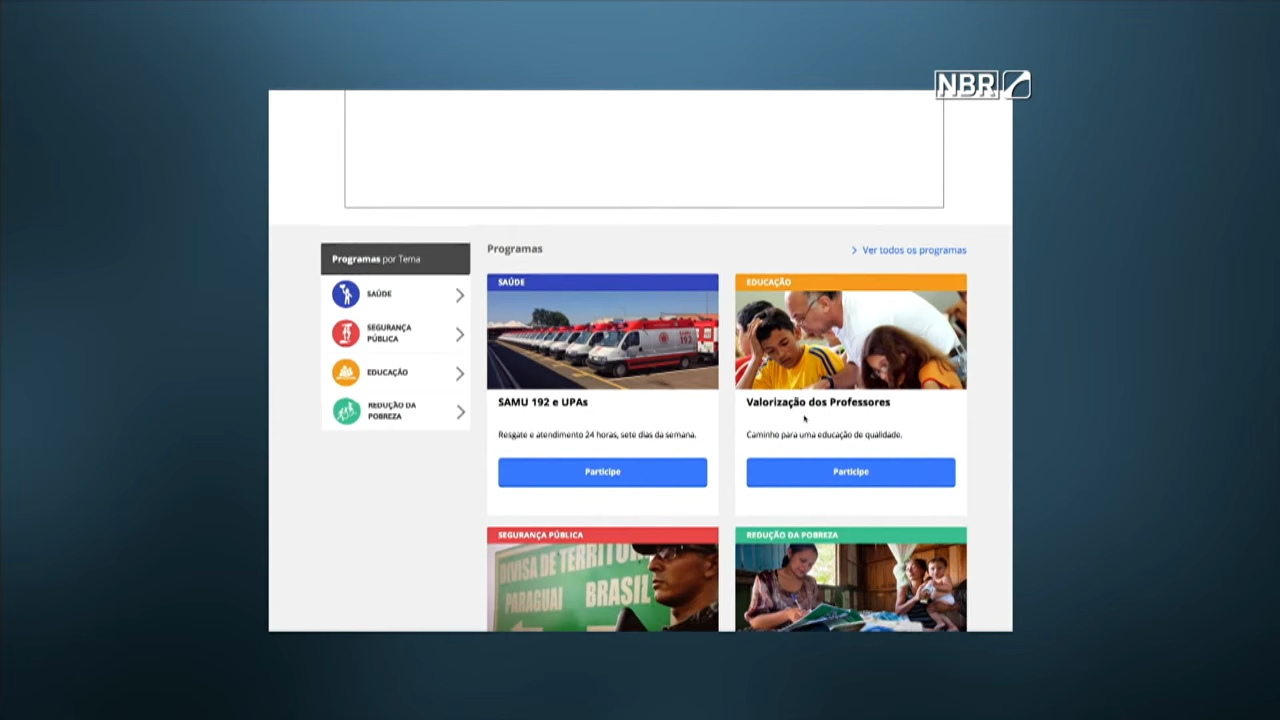 NBR
Programas por Tema
SAÚDE
SEGURANÇA
PÚBLICA
EDUCAÇÃO
REDUÇÃO DA
POBREZA
Programas
Ver todos os programas
SAÚDE
193
SAMU 192 e UPAs
Resgate e atendimento 24 horas, sete dias da semana.
Participe
EDUCAÇÃO
Valorização dos Professores
Caminho para uma educação de qualidade.
Participe
SEGURANÇA PÚBLICA
DIVISA DE TERRITO
PARAGUAI BRASIL
REDUÇÃO DA POBREZA